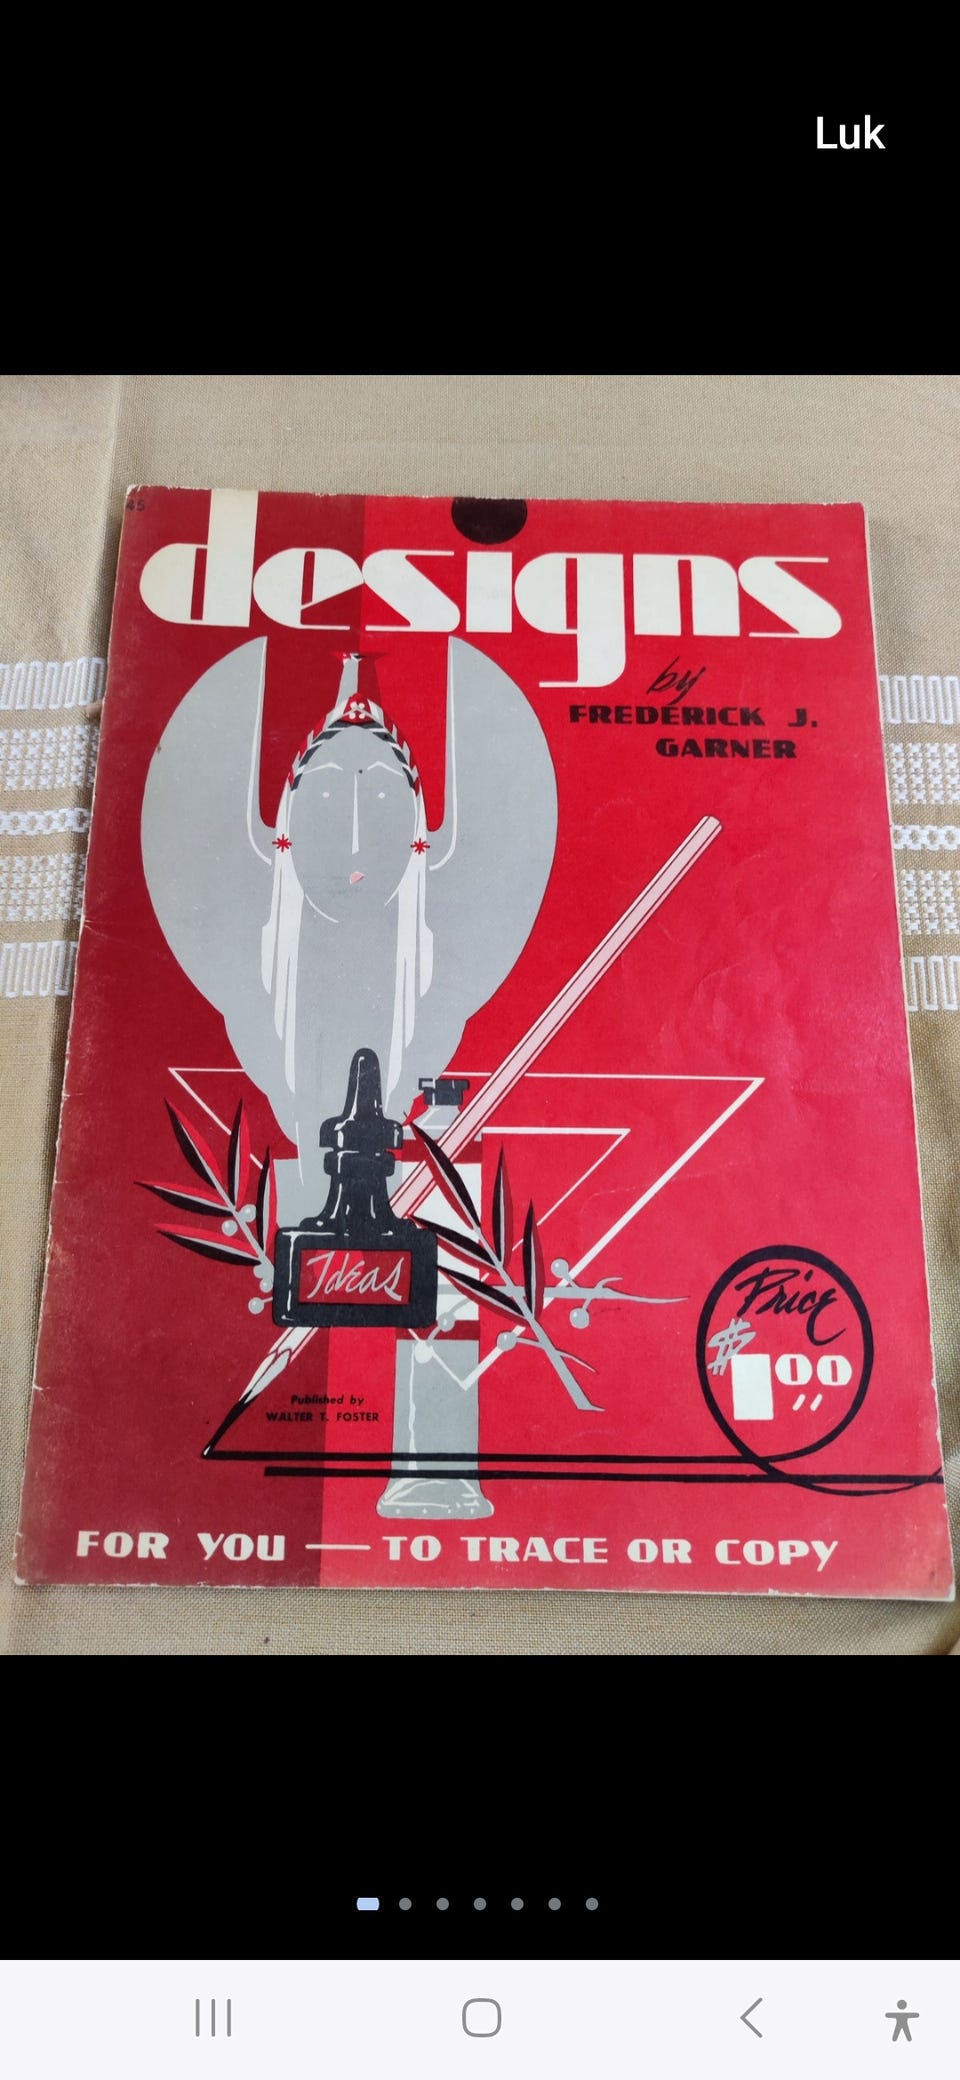 Luk
45
designs
by
FREDERICK J.
GARNER
Ideas
Price
$1.00
Published by
WALTER T. FOSTER
FOR YOU — TO TRACE OR COPY